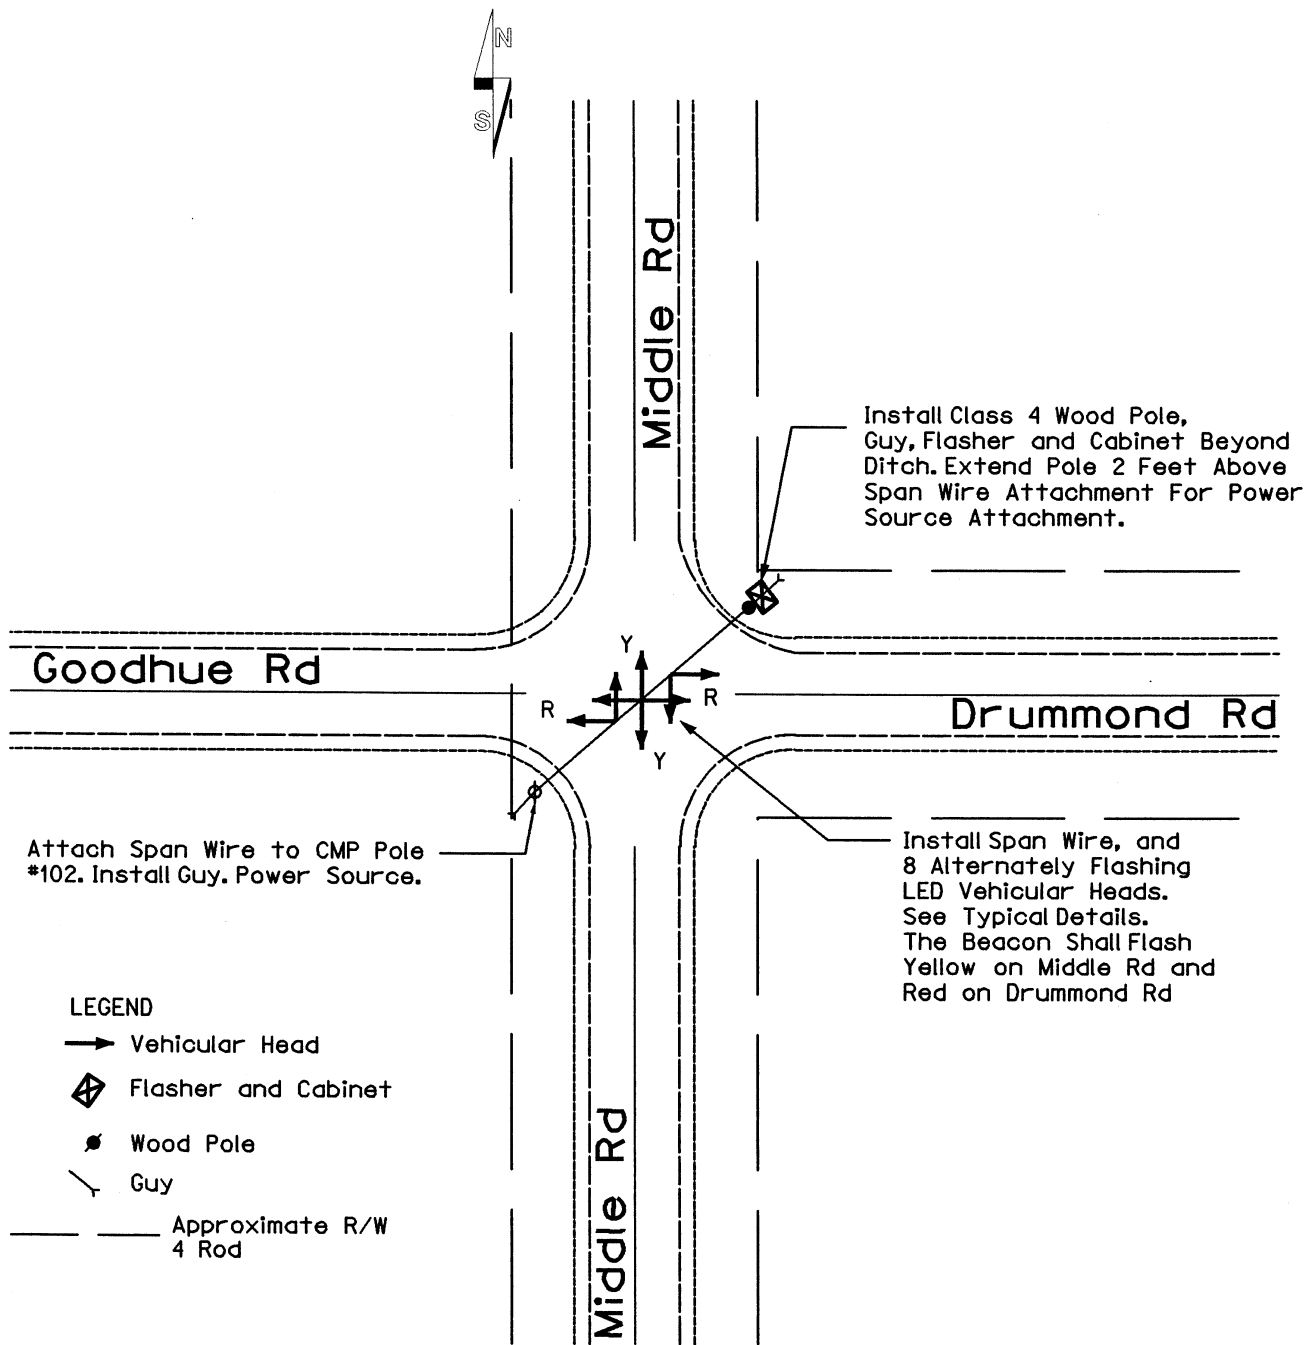 N
S
Middle Rd
Install Class 4 Wood Pole,
Guy, Flasher and Cabinet Beyond
Ditch. Extend Pole 2 Feet Above
Span Wire Attachment For Power
Source Attachment.
Goodhue Rd
Y
R
R
Y
Drummond Rd
Attach Span Wire to CMP Pole
#102. Install Guy. Power Source.
Install Span Wire, and
8 Alternately Flashing
LED Vehicular Heads.
See Typical Details.
The Beacon Shall Flash
Yellow on Middle Rd and
Red on Drummond Rd
LEGEND
Vehicular Head
Flasher and Cabinet
Wood Pole
Guy
Approximate R/W
4 Rod
Middle Rd